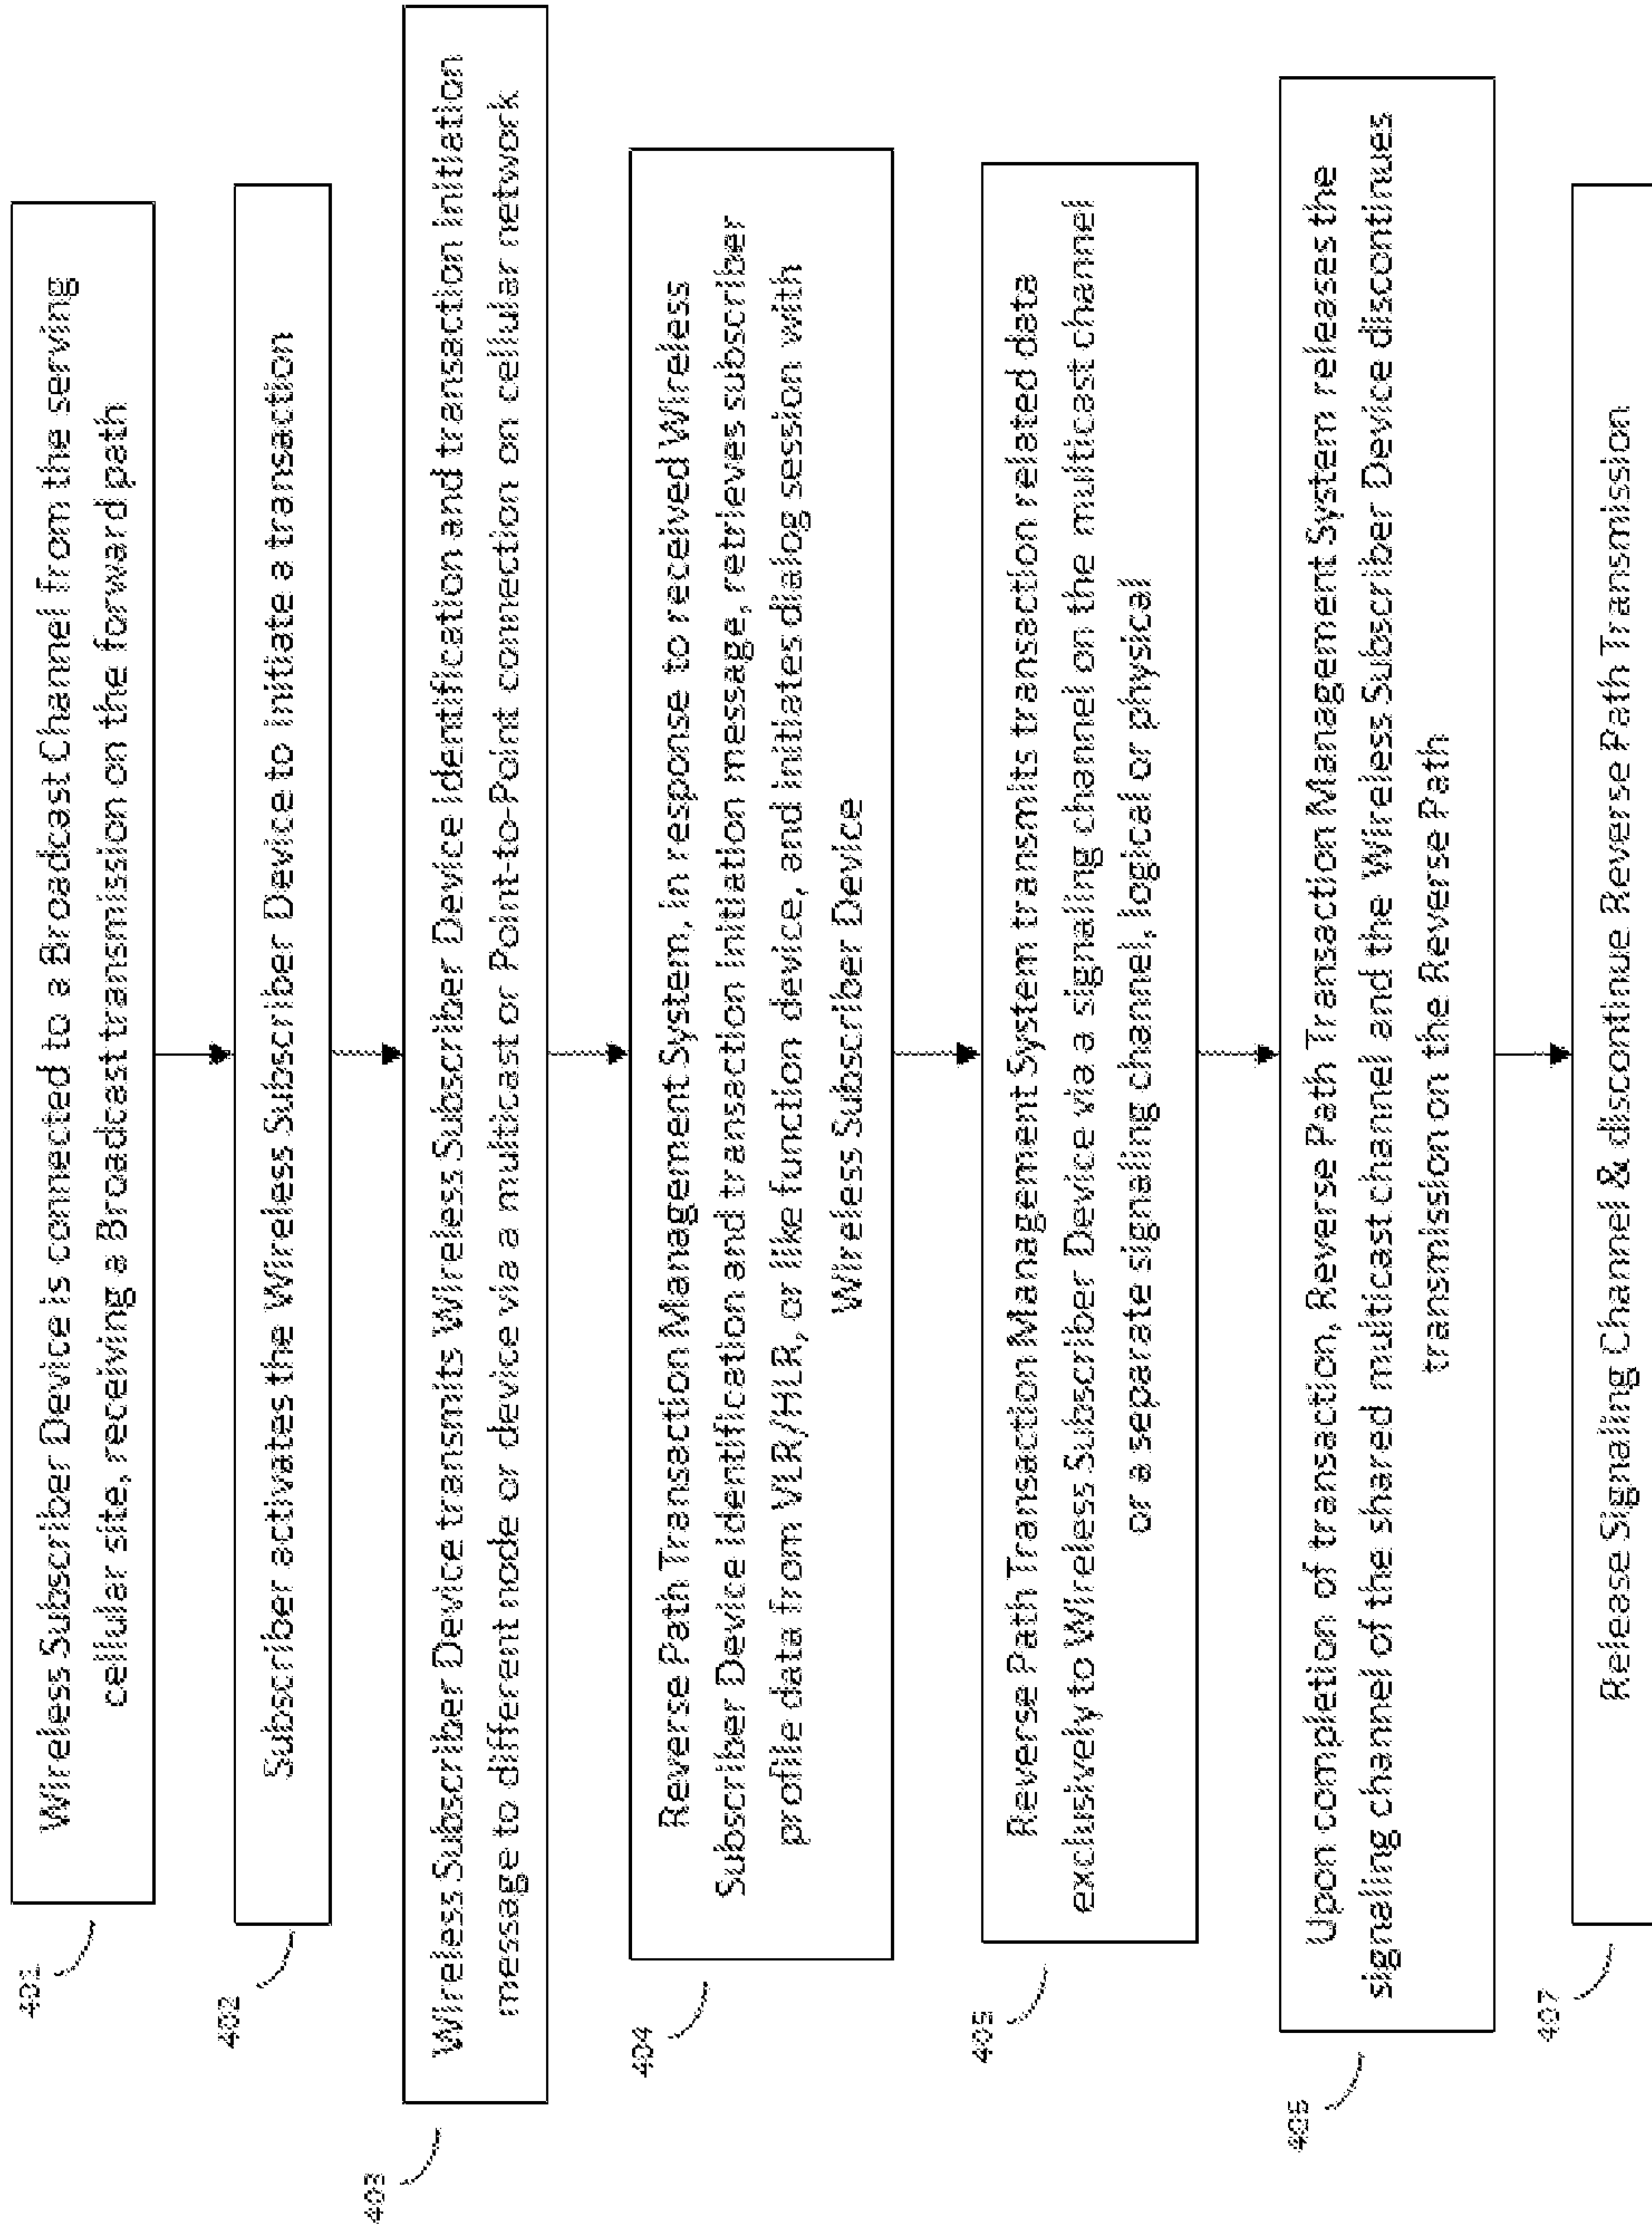 401
Wireless Subscriber Device is connected to a Broadcast Channel from the serving
cellular site, receiving a Broadcast transmission on the forward path
402
Subscriber activates the Wireless Subscriber Device to initiate a transaction
403
Wireless Subscriber Device transmits Wireless Subscriber Device identification and transaction initiation
message to different node or device via a multicast or Point-to-Point connection on cellular network
404
Reverse Path Transaction Management System, in response to received Wireless
Subscriber Device identification and transaction initiation message, retrieves subscriber
profile data from VLR/HLR, or like function device, and initiates dialog session with
Wireless Subscriber Device
405
Reverse Path Transaction Management System transmits transaction related data
exclusively to Wireless Subscriber Device via a signaling channel on the multicast channel
or a separate signaling channel, logical or physical
406
Upon completion of transaction, Reverse Path Transaction Management System releases the
signaling channel of the shared multicast channel and the Wireless Subscriber Device discontinues
transmission on the Reverse Path
407
Release Signaling Channel & discontinue Reverse Path Transmission